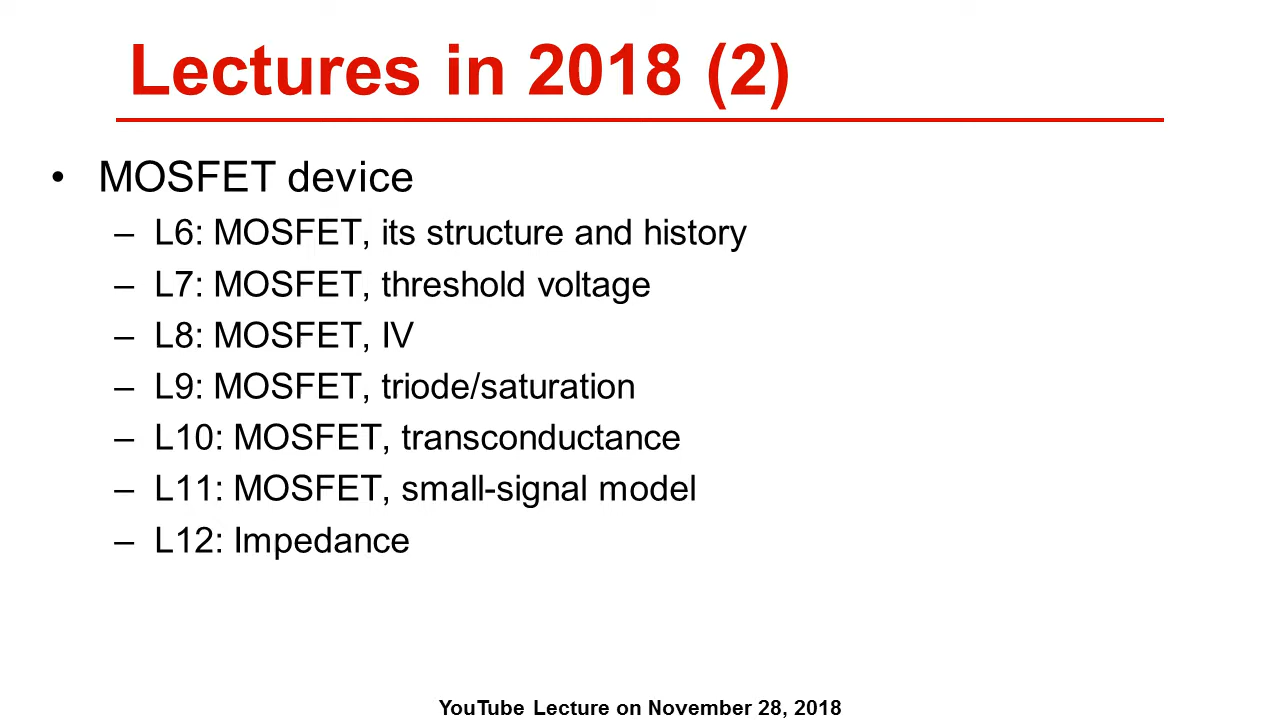 Lectures in 2018 (2)
• MOSFET device
– L6: MOSFET, its structure and history
– L7: MOSFET, threshold voltage
– L8: MOSFET, IV
– L9: MOSFET, triode/saturation
– L10: MOSFET, transconductance
– L11: MOSFET, small-signal model
– L12: Impedance
YouTube Lecture on November 28, 2018